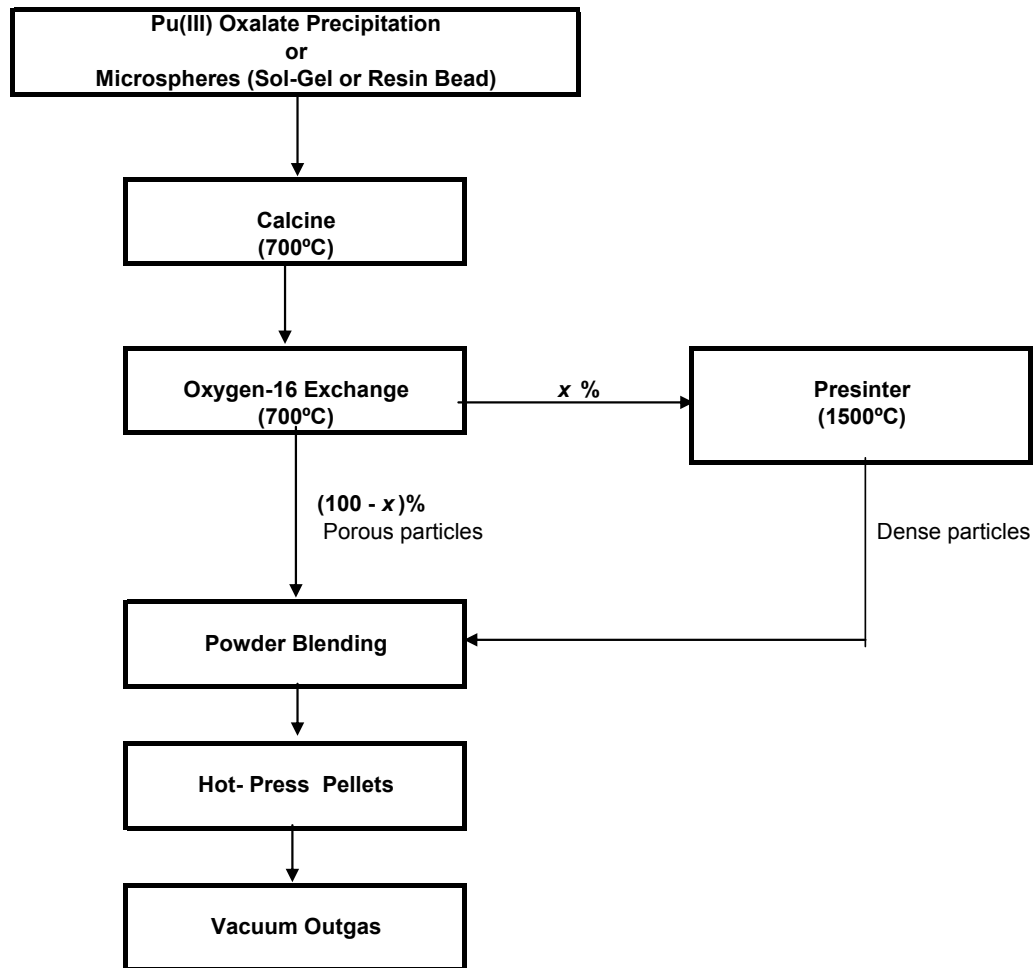 Pu(III) Oxalate Precipitation
or
Microspheres (Sol-Gel or Resin Bead)
Calcine
(700ºC)
Oxygen-16 Exchange
(700ºC)
x %
Presinter
(1500ºC)
(100 - x)%
Porous particles
Dense particles
Powder Blending
Hot- Press Pellets
Vacuum Outgas